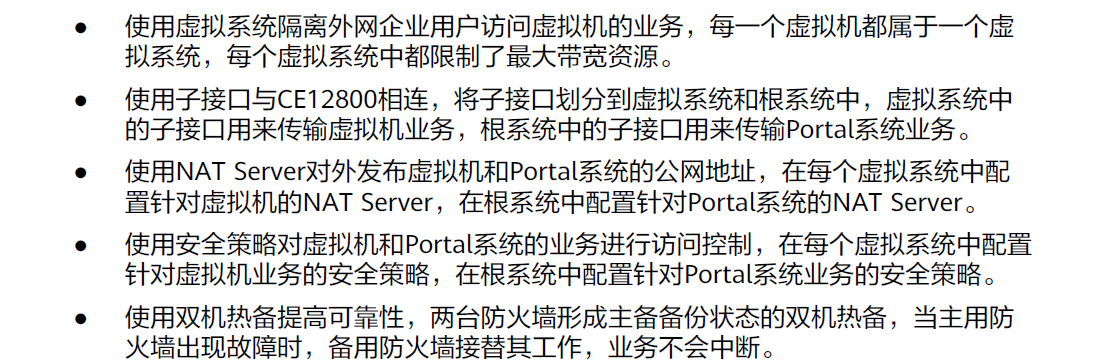 ● 使用虚拟系统隔离外网企业用户访问虚拟机的业务，每一个虚拟机都属于一个虚
拟系统，每个虚拟系统中都限制了最大带宽资源。
● 使用子接口与CE12800相连，将子接口划分到虚拟系统和根系统中，虚拟系统中
的子接口用来传输虚拟机业务，根系统中的子接口用来传输Portal系统业务。
● 使用NAT Server对外发布虚拟机和Portal系统的公网地址，在每个虚拟系统中配
置针对虚拟机的NAT Server，在根系统中配置针对Portal系统的NAT Server。
● 使用安全策略对虚拟机和Portal系统的业务进行访问控制，在每个虚拟系统中配置
针对虚拟机业务的安全策略，在根系统中配置针对Portal系统业务的安全策略。
● 使用双机热备提高可靠性，两台防火墙形成主备备份状态的双机热备，当主用防
火墙出现故障时，备用防火墙接替其工作，业务不会中断。